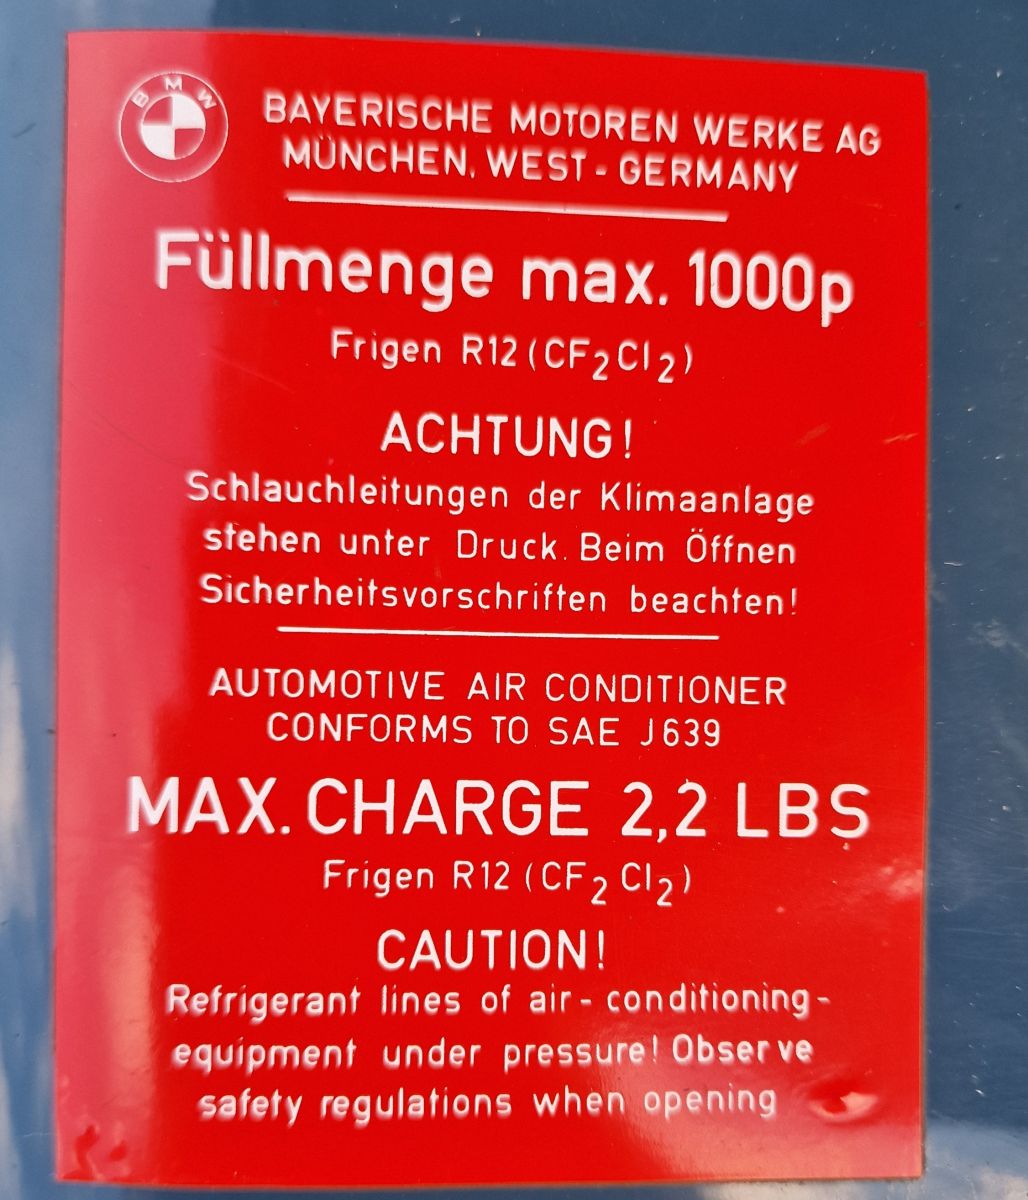 BMW
BAYERISCHE MOTOREN WERKE AG
MÜNCHEN, WEST - GERMANY
Füllmenge max. 1000p
Frigen R12 (CF₂Cl₂)
ACHTUNG!
Schlauchleitungen der Klimaanlage
stehen unter Druck. Beim Öffnen
Sicherheitsvorschriften beachten!
AUTOMOTIVE AIR CONDITIONER
CONFORMS TO SAE J639
MAX. CHARGE 2,2 LBS
Frigen R12 (CF₂Cl₂)
CAUTION!
Refrigerant lines of air - conditioning -
equipment under pressure! Observe
safety regulations when opening